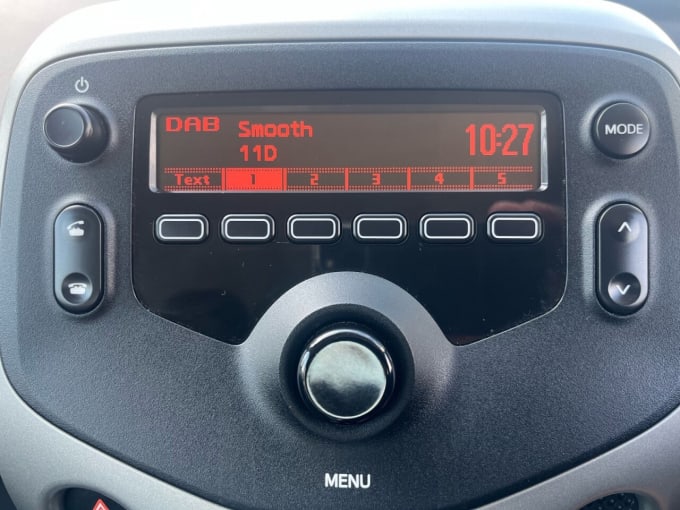 DAB Smooth 10:27
11D
Text 1 2 3 4 5
MODE
MENU